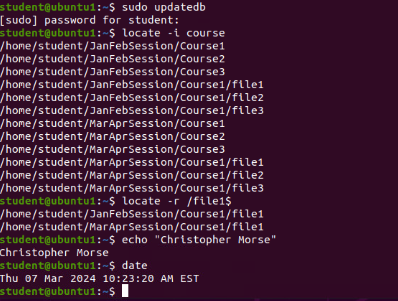 student@ubuntu1:~$ sudo updatedb
[sudo] password for student:
student@ubuntu1:~$ locate -i course
/home/student/JanFebSession/Course1
/home/student/JanFebSession/Course2
/home/student/JanFebSession/Course3
/home/student/JanFebSession/Course1/file1
/home/student/JanFebSession/Course1/file2
/home/student/JanFebSession/Course1/file3
/home/student/MarAprSession/Course1
/home/student/MarAprSession/Course2
/home/student/MarAprSession/Course3
/home/student/MarAprSession/Course1/file1
/home/student/MarAprSession/Course1/file2
/home/student/MarAprSession/Course1/file3
student@ubuntu1:~$ locate -r /file1$
/home/student/JanFebSession/Course1/file1
/home/student/MarAprSession/Course1/file1
student@ubuntu1:~$ echo "Christopher Morse"
Christopher Morse
student@ubuntu1:~$ date
Thu 07 Mar 2024 10:23:20 AM EST
student@ubuntu1:~$